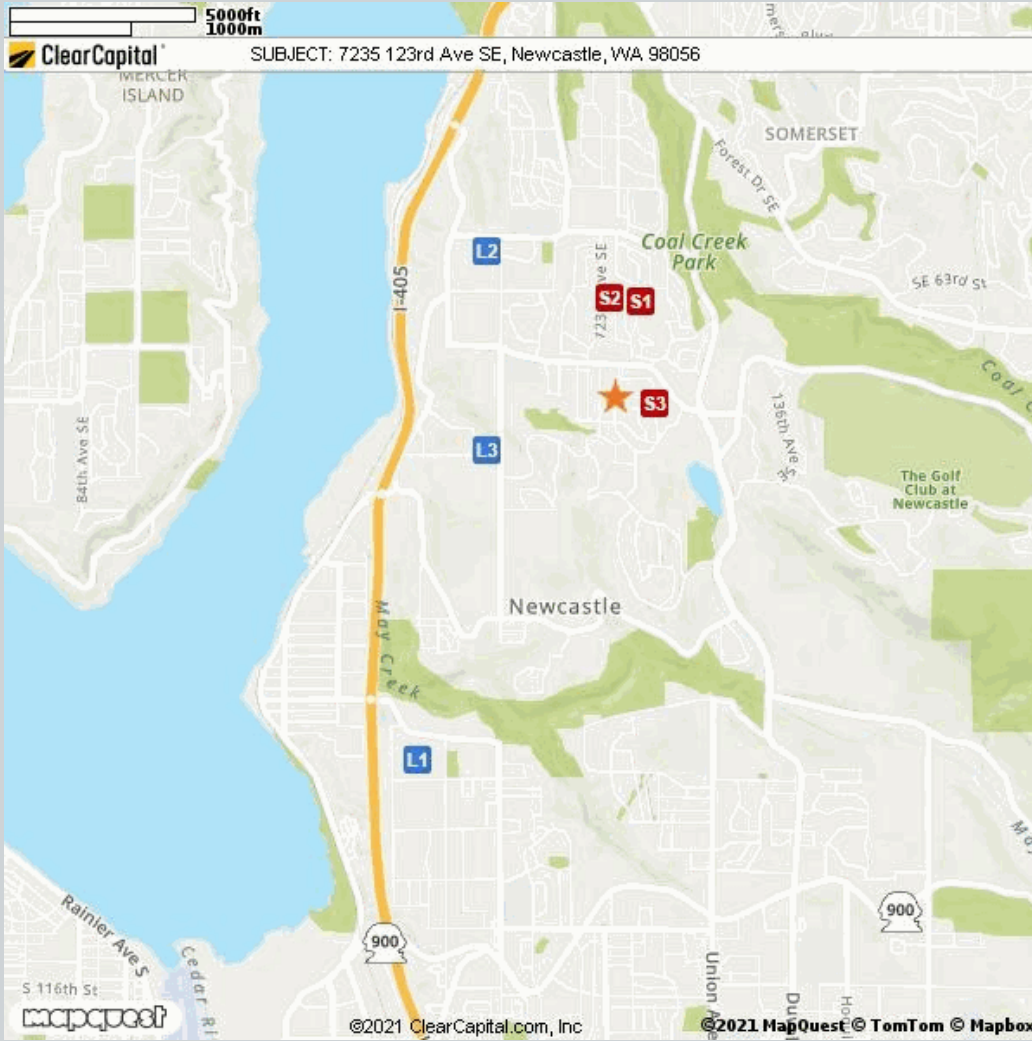 5000ft
1000m
ClearCapital
SUBJECT: 7235 123rd Ave SE, Newcastle, WA 98056
MERCER
ISLAND
SOMERSET
Forest Dr SE
Coal Creek
Park
L2
Ave SE
SE 63rd St
I-405
S2
S1
723
Coal
S3
84th Ave SE
L3
136th Ave SE
The Golf
Club at
Newcastle
Newcastle
May Creek
L1
Rainier Ave S
900
900
Cedar
S 116th St
Union
mapquest
©2021 ClearCapital.com, Inc
©2021 MapQuest © TomTom © Mapbox